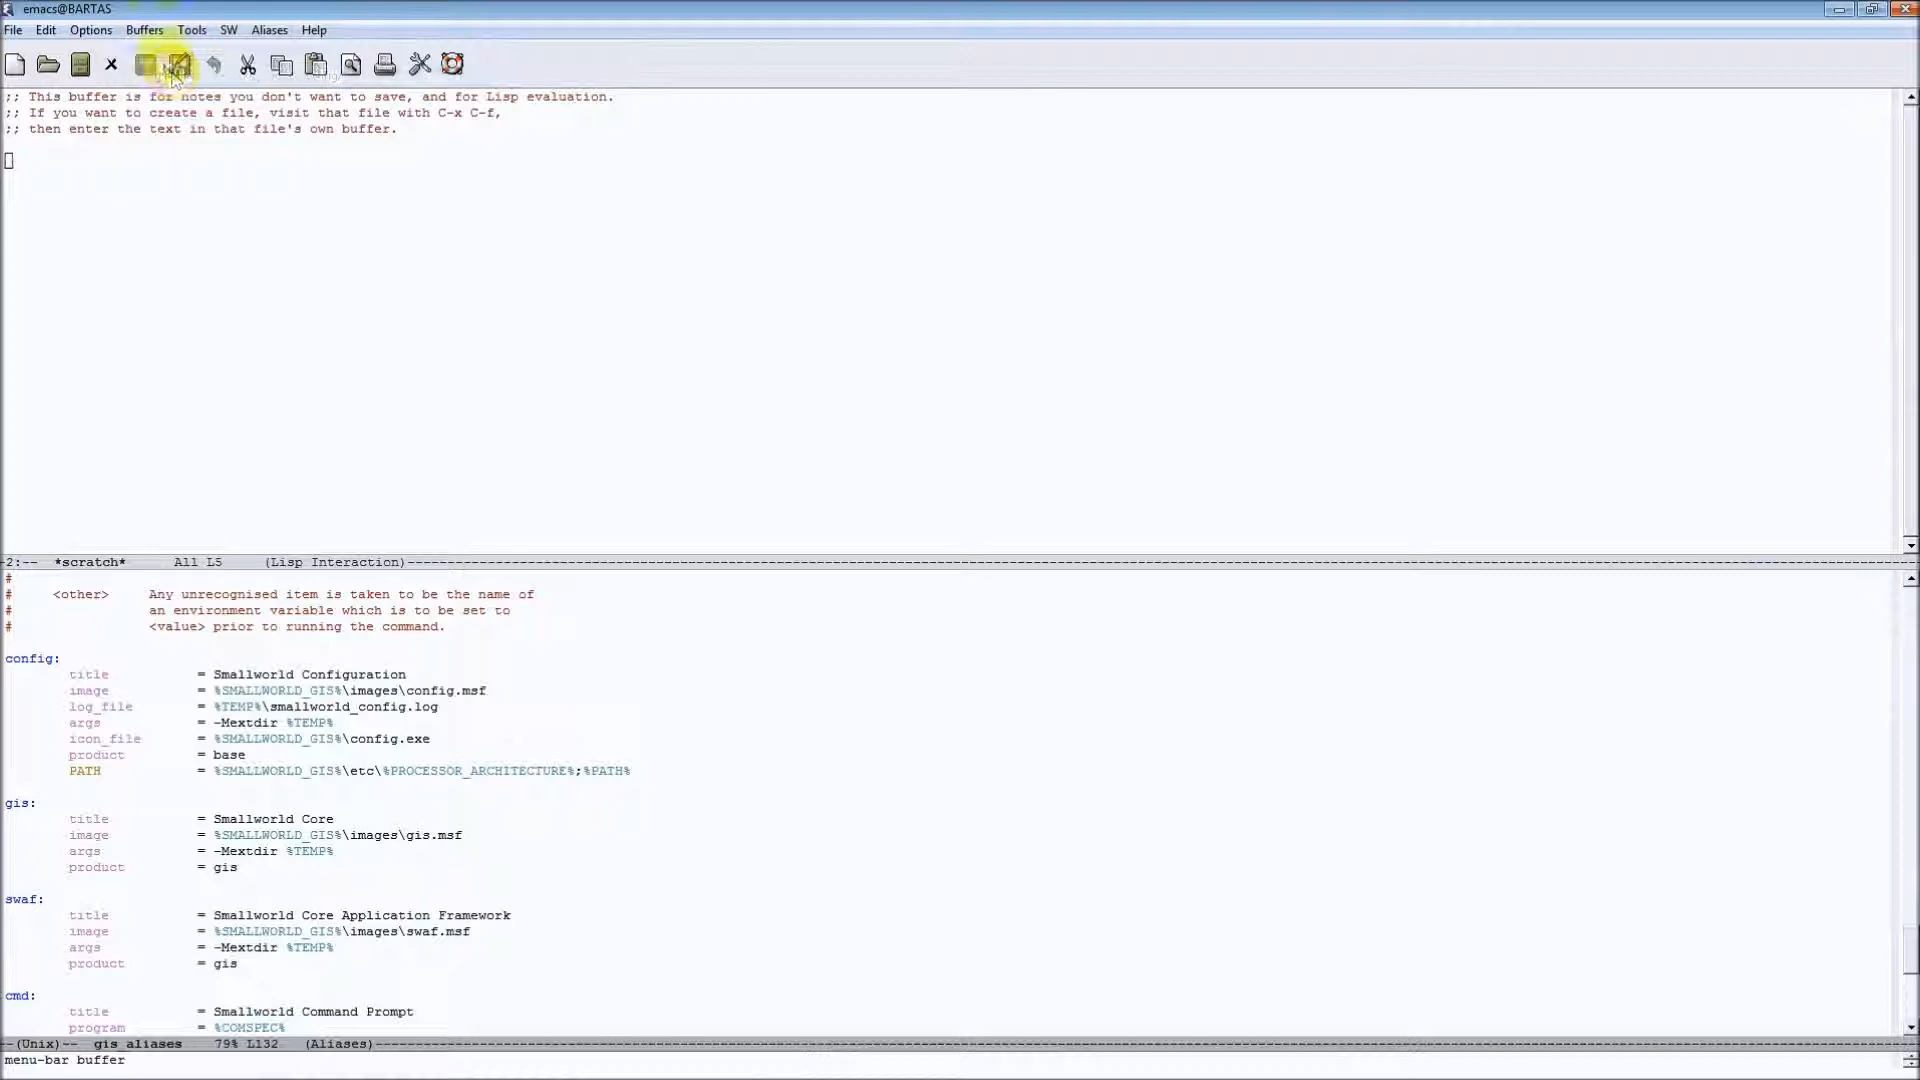 emacs@BARTAS
File Edit Options Buffers Tools SW Aliases Help
;; This buffer is for notes you don't want to save, and for Lisp evaluation.
;; If you want to create a file, visit that file with C-x C-f,
;; then enter the text in that file's own buffer.
-2:-- *scratch* All L5 (Lisp Interaction)
#
# <other> Any unrecognised item is taken to be the name of
# an environment variable which is to be set to
# <value> prior to running the command.
config:
title = Smallworld Configuration
image = %SMALLWORLD_GIS%\images\config.msf
log_file = %TEMP%\smallworld_config.log
args = -Mextdir %TEMP%
icon_file = %SMALLWORLD_GIS%\config.exe
product = base
PATH = %SMALLWORLD_GIS%\etc\%PROCESSOR_ARCHITECTURE%;%PATH%
gis:
title = Smallworld Core
image = %SMALLWORLD_GIS%\images\gis.msf
args = -Mextdir %TEMP%
product = gis
swaf:
title = Smallworld Core Application Framework
image = %SMALLWORLD_GIS%\images\swaf.msf
args = -Mextdir %TEMP%
product = gis
cmd:
title = Smallworld Command Prompt
program = %COMSPEC%
--(Unix)-- gis_aliases 79% L132 (Aliases)
menu-bar buffer